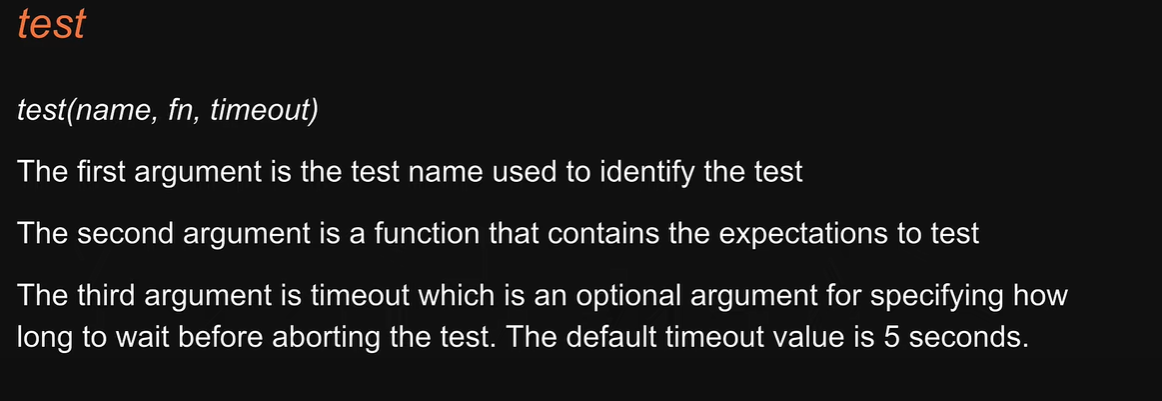 test
test(name, fn, timeout)
The first argument is the test name used to identify the test
The second argument is a function that contains the expectations to test
The third argument is timeout which is an optional argument for specifying how
long to wait before aborting the test. The default timeout value is 5 seconds.